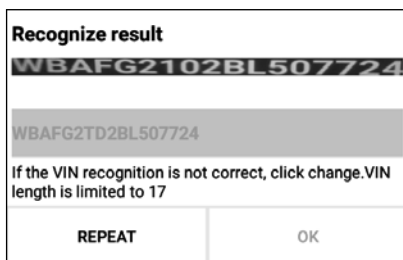 Recognize result
WBAFG2102BL507724
WBAFG2TD2BL507724
If the VIN recognition is not correct, click change.VIN
length is limited to 17
REPEAT
OK